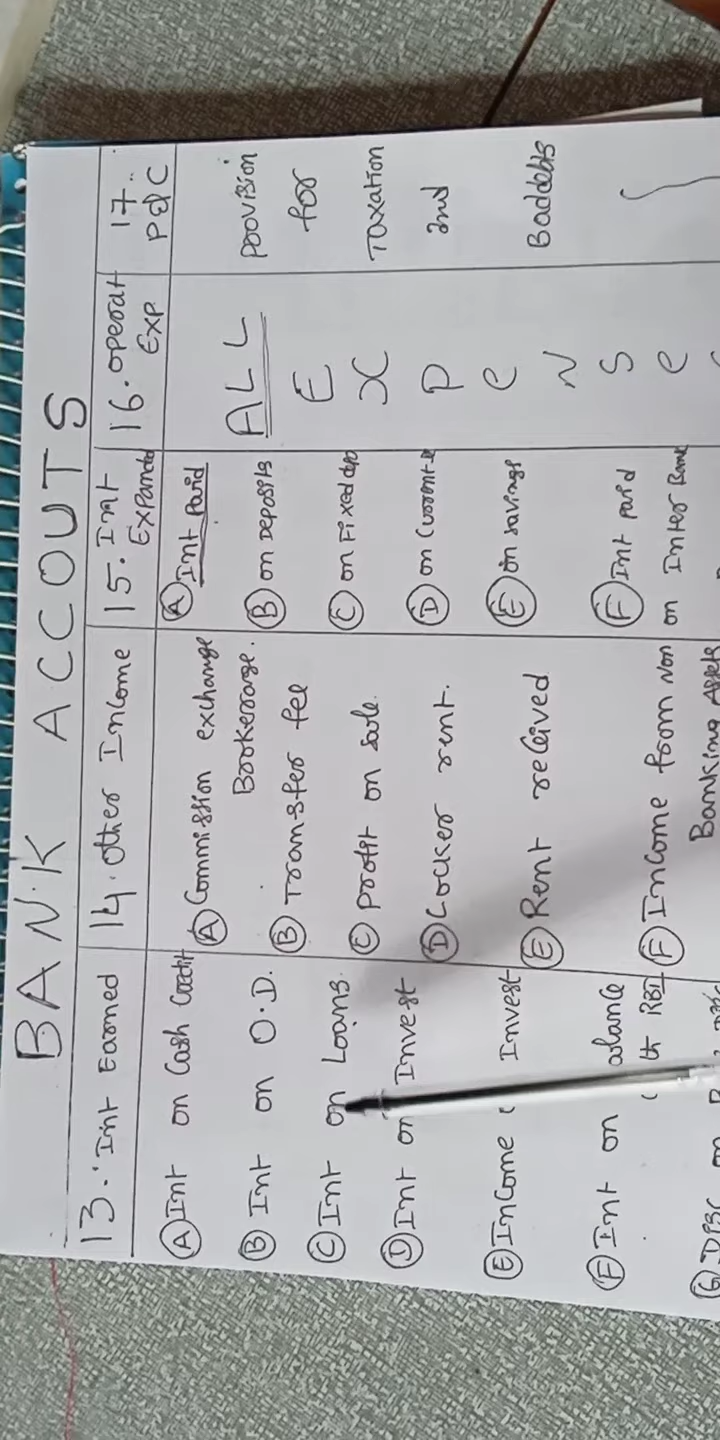 BANK ACCOUTS
13. Int Earned
(A) Int on Cash Credit
(B) Int on O.D.
(C) Int on Loans.
(D) Int on Invest
(E) Income Invest
(F) Int on alance
th RBI
14. Other Income
(A) Commission exchange
Brokerage.
(B) Transfer fee
(C) Profit on sale.
(D) Locker rent.
(E) Rent received
(F) Income from Non
Banking Assets
15. Int
Expanded
(A) Int paid
(B) on Deposits
(C) on Fixed dep
(D) on Current
(E) on savings
(F) Int paid
on Inter Bank
16. operat
Exp
ALL
E
X
P
e
N
S
e
17.
P&C
provision
for
Taxation
and
Baddebts